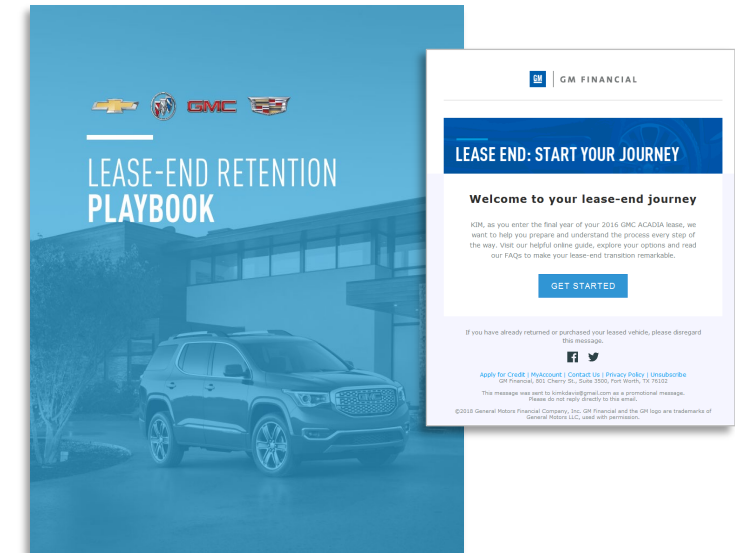 GMC
LEASE-END RETENTION
PLAYBOOK
GM
GM FINANCIAL
LEASE END: START YOUR JOURNEY
Welcome to your lease-end journey
KIM, as you enter the final year of your 2016 GMC ACADIA lease, we
want to help you prepare and understand the process every step of
the way. Visit our helpful online guide, explore your options and read
our FAQs to make your lease-end transition remarkable.
GET STARTED
If you have already returned or purchased your leased vehicle, please disregard
this message.
Apply for Credit | MyAccount | Contact Us | Privacy Policy | Unsubscribe
GM Financial, 801 Cherry St., Suite 3500, Fort Worth, TX 76102
This message was sent to kimkdavis@gmail.com as a promotional message.
Please do not reply directly to this email.
©2018 General Motors Financial Company, Inc. GM Financial and the GM logo are trademarks of
General Motors LLC, used with permission.